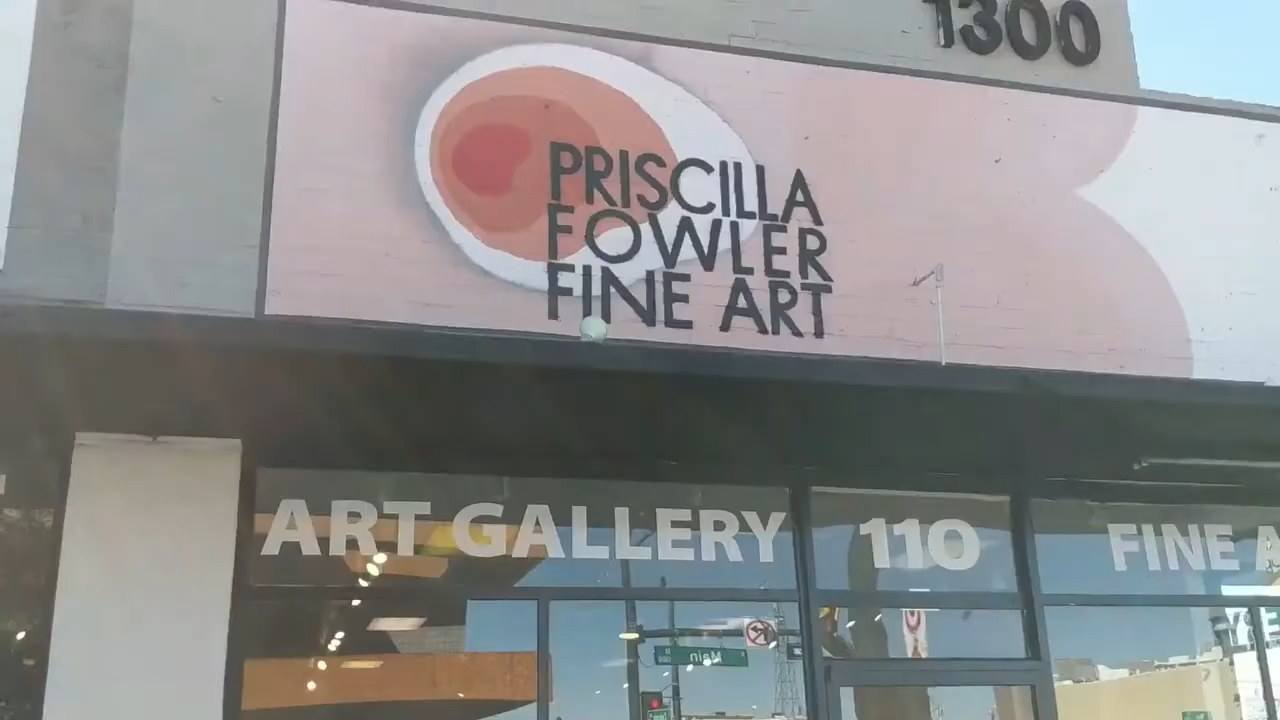 1300
PRISCILLA
FOWLER
FINE ART
ART GALLERY
110
FINE A
Main